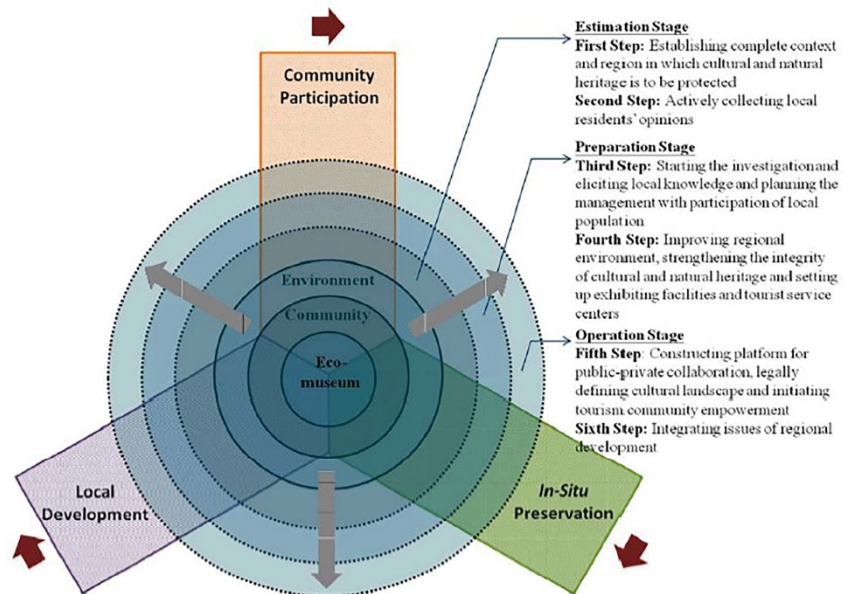 Community
Participation
Environment
Community
Eco-
museum
Local
Development
In-Situ
Preservation
Estimation Stage
First Step: Establishing complete context
and region in which cultural and natural
heritage is to be protected
Second Step: Actively collecting local
residents' opinions
Preparation Stage
Third Step: Starting the investigation and
eliciting local knowledge and planning the
management with participation of local
population
Fourth Step: Improving regional
environment, strengthening the integrity
of cultural and natural heritage and setting
up exhibiting facilities and tourist service
centers
Operation Stage
Fifth Step: Constructing platform for
public-private collaboration, legally
defining cultural landscape and initiating
tourism community empowerment
Sixth Step: Integrating issues of regional
development